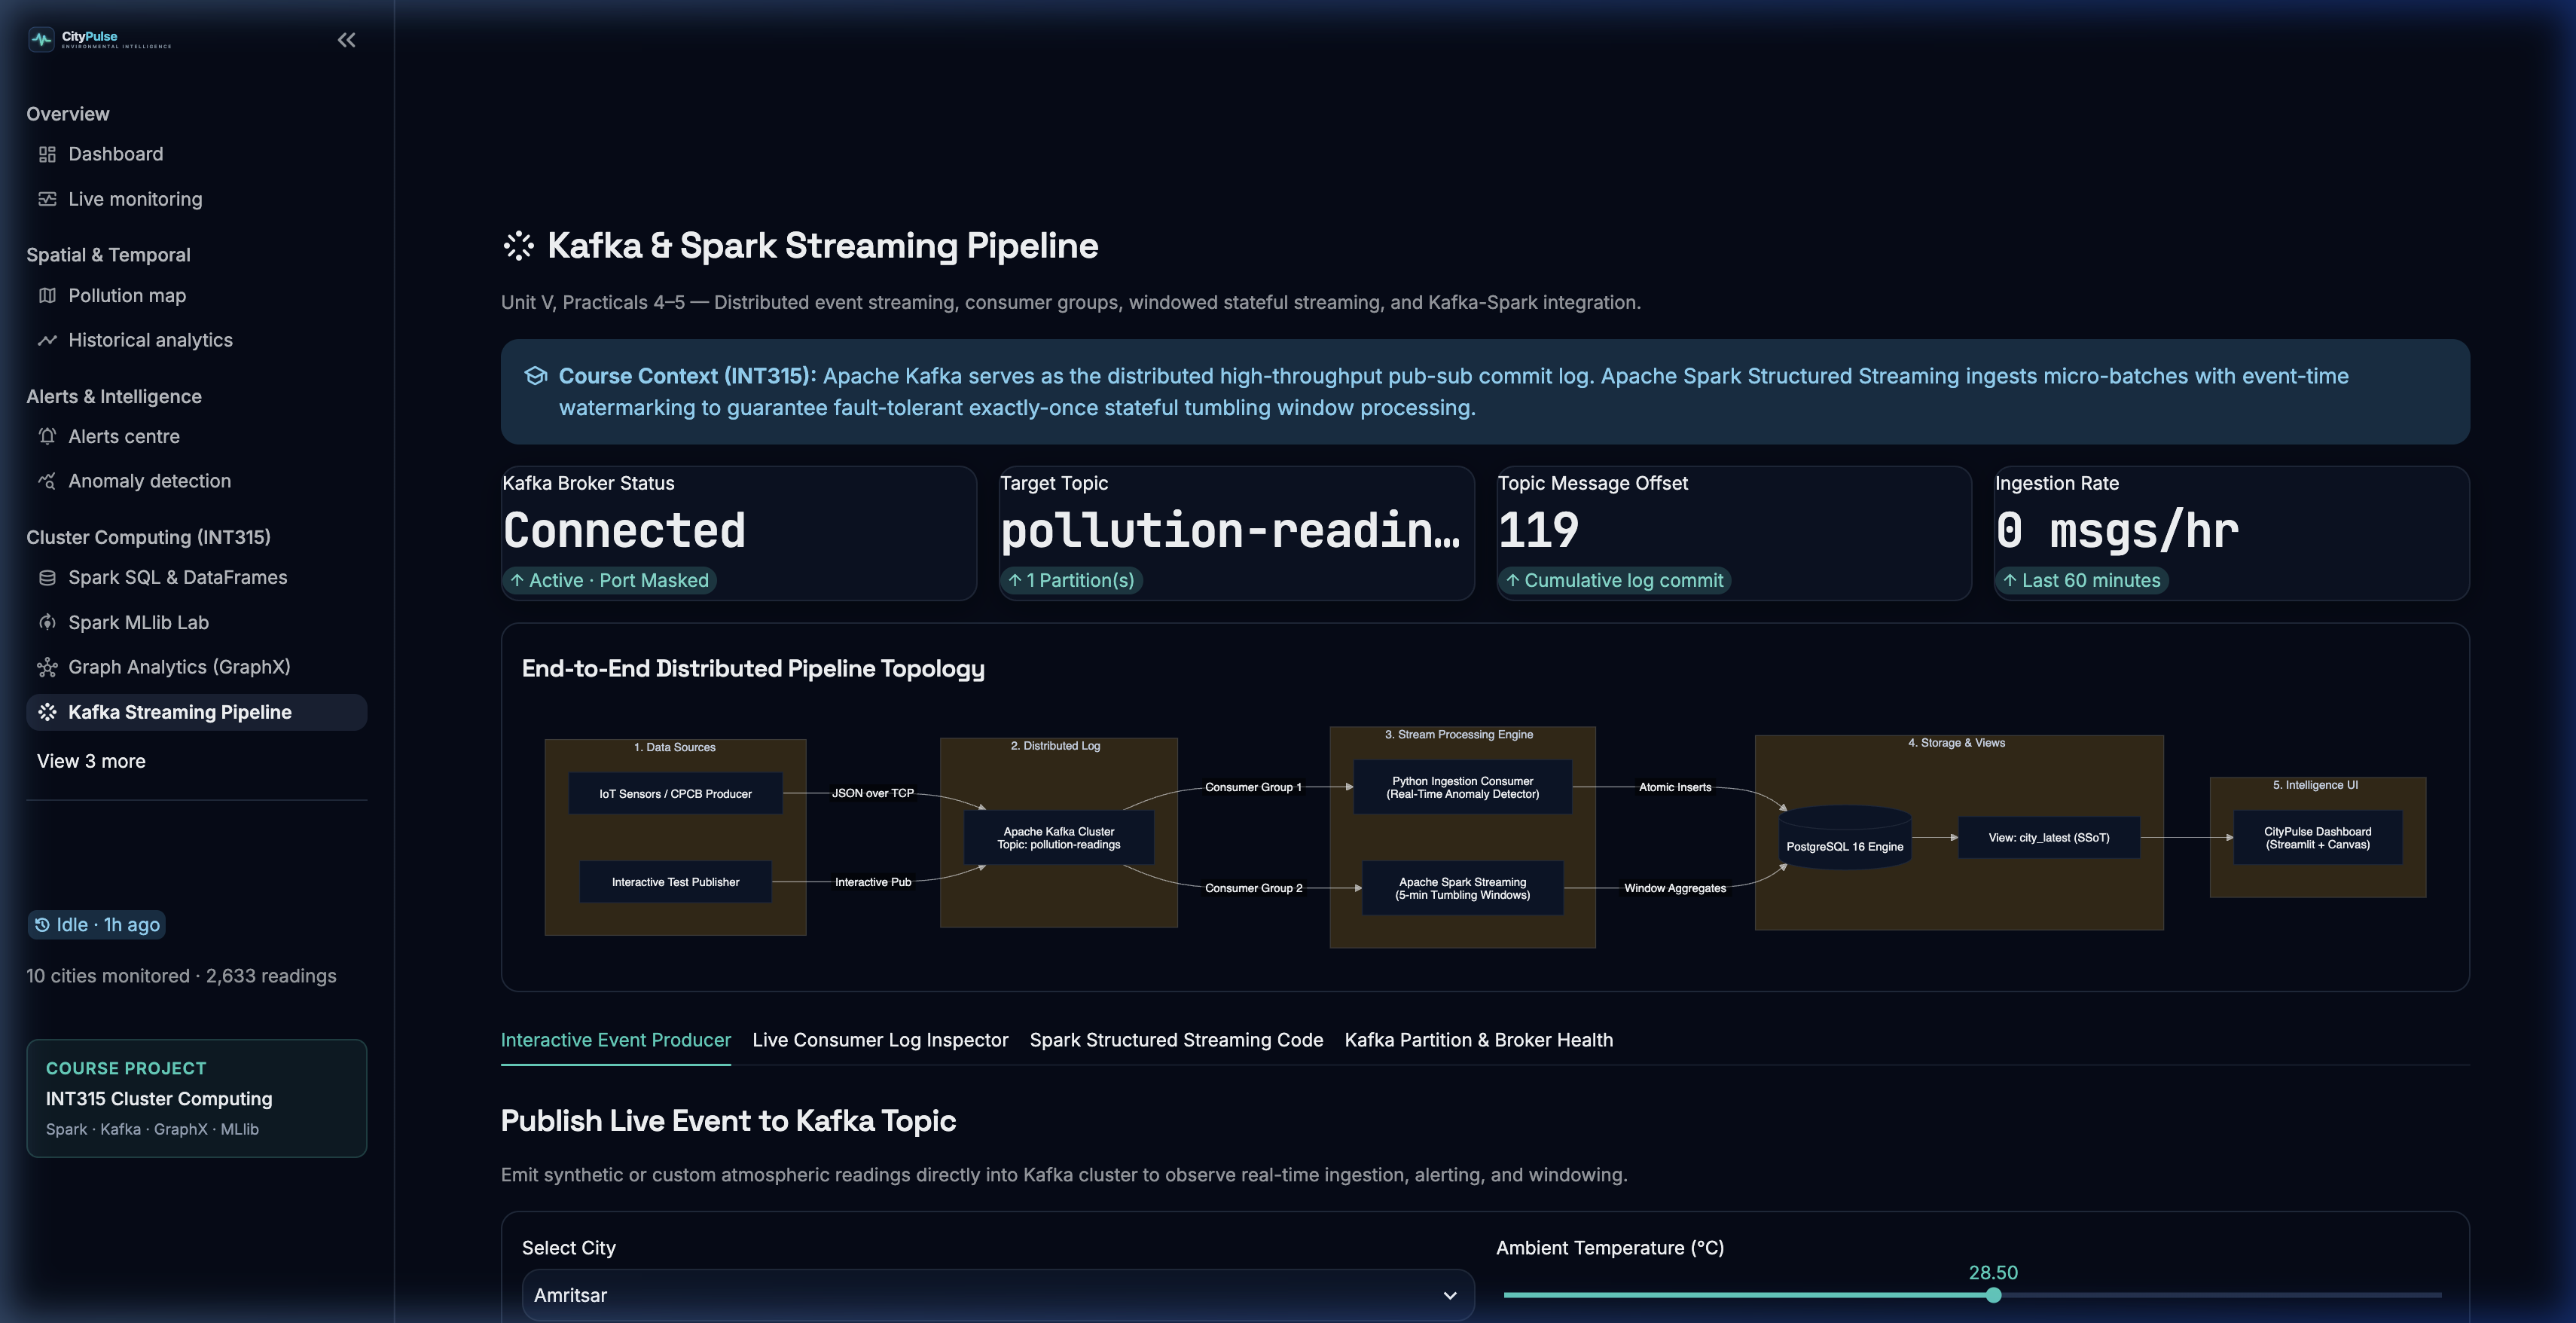 CityPulse
ENVIRONMENTAL INTELLIGENCE
Overview
Dashboard
Live monitoring
Spatial & Temporal
Pollution map
Historical analytics
Alerts & Intelligence
Alerts centre
Anomaly detection
Cluster Computing (INT315)
Spark SQL & DataFrames
Spark MLlib Lab
Graph Analytics (GraphX)
Kafka Streaming Pipeline
View 3 more
Idle · 1h ago
10 cities monitored · 2,633 readings
COURSE PROJECT
INT315 Cluster Computing
Spark · Kafka · GraphX · MLlib
Kafka & Spark Streaming Pipeline
Unit V, Practicals 4–5 — Distributed event streaming, consumer groups, windowed stateful streaming, and Kafka-Spark integration.
Course Context (INT315): Apache Kafka serves as the distributed high-throughput pub-sub commit log. Apache Spark Structured Streaming ingests micro-batches with event-time
watermarking to guarantee fault-tolerant exactly-once stateful tumbling window processing.
Kafka Broker Status
Connected
↑ Active · Port Masked
Target Topic
pollution-readin…
↑ 1 Partition(s)
Topic Message Offset
119
↑ Cumulative log commit
Ingestion Rate
0 msgs/hr
↑ Last 60 minutes
End-to-End Distributed Pipeline Topology
1. Data Sources
IoT Sensors / CPCB Producer
Interactive Test Publisher
JSON over TCP
Interactive Pub
2. Distributed Log
Apache Kafka Cluster
Topic: pollution-readings
Consumer Group 1
Consumer Group 2
3. Stream Processing Engine
Python Ingestion Consumer
(Real-Time Anomaly Detector)
Apache Spark Streaming
(5-min Tumbling Windows)
Atomic Inserts
Window Aggregates
4. Storage & Views
PostgreSQL 16 Engine
View: city_latest (SSoT)
5. Intelligence UI
CityPulse Dashboard
(Streamlit + Canvas)
Interactive Event Producer
Live Consumer Log Inspector
Spark Structured Streaming Code
Kafka Partition & Broker Health
Publish Live Event to Kafka Topic
Emit synthetic or custom atmospheric readings directly into Kafka cluster to observe real-time ingestion, alerting, and windowing.
Select City
Amritsar
Ambient Temperature (°C)
28.50